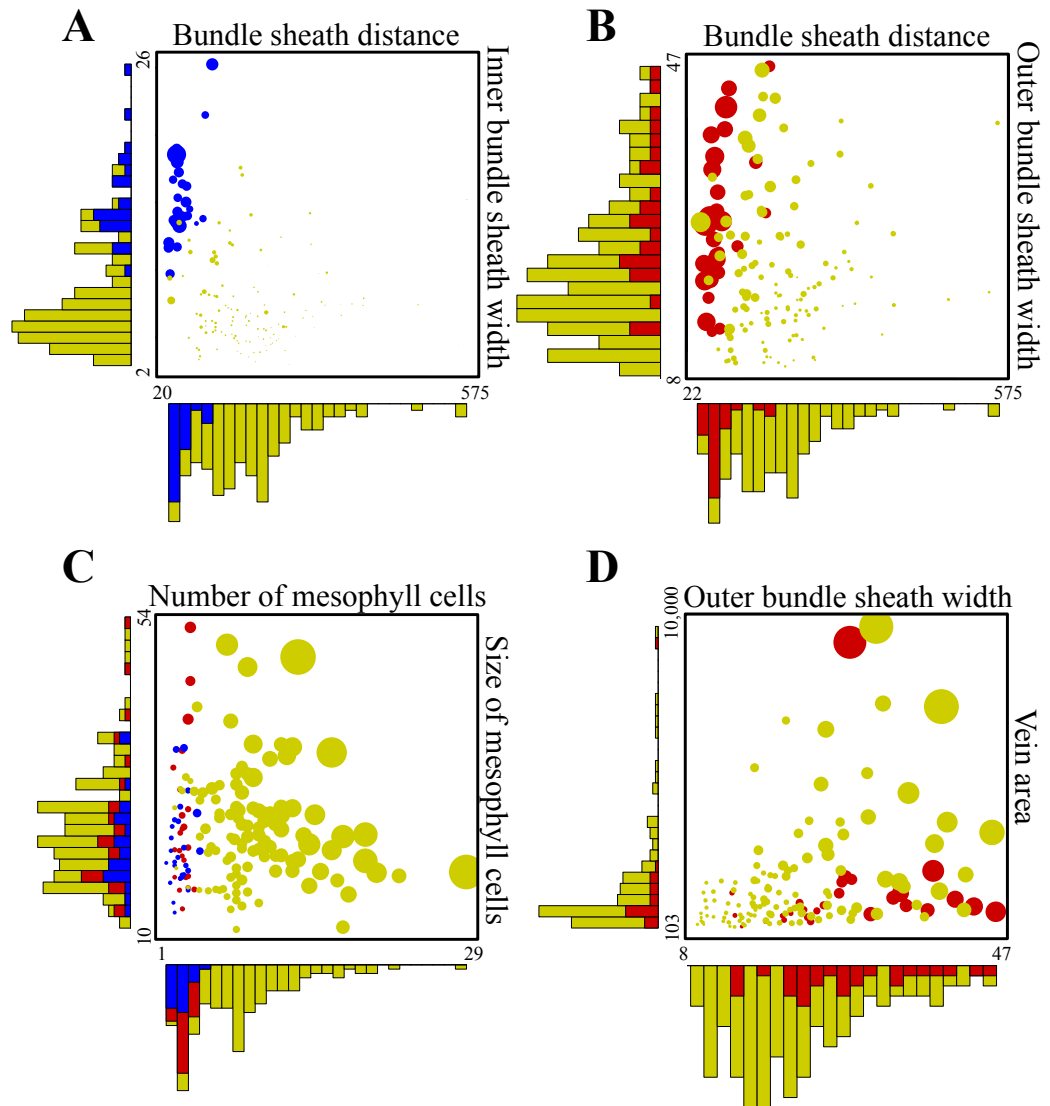 A
Bundle sheath distance
26
Inner bundle sheath width
2
20
575
B
Bundle sheath distance
47
Outer bundle sheath width
8
22
575
C
Number of mesophyll cells
54
Size of mesophyll cells
10
1
29
D
Outer bundle sheath width
10,000
Vein area
103
8
47